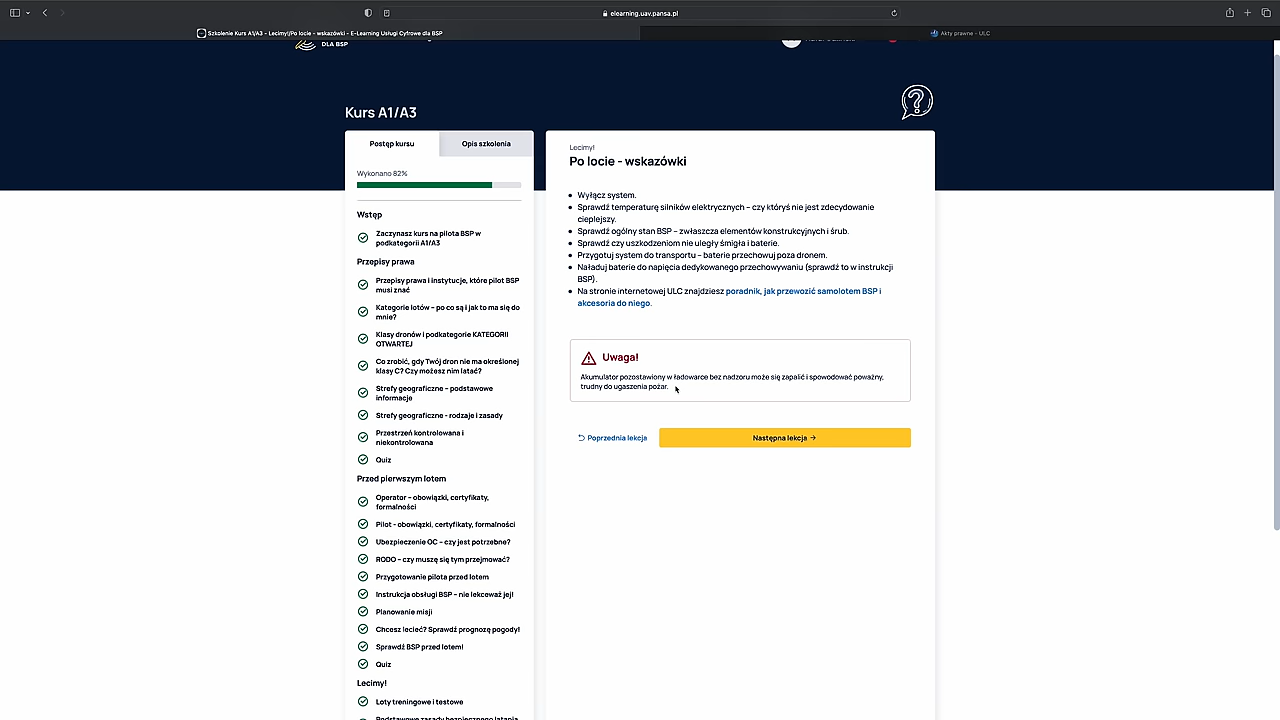 elearning.uav.pansa.pl
Szkolenie Kurs A1/A3 – Lecimy!/Po locie – wskazówki – E-Learning Usługi Cyfrowe dla BSP
Akty prawne – ULC
DLA BSP
Kurs A1/A3
Postęp kursu
Opis szkolenia
Wykonano 82%
Wstęp
Zaczynasz kurs na pilota BSP w
podkategorii A1/A3
Przepisy prawa
Przepisy prawa i instytucje, które pilot BSP
musi znać
Kategorie lotów – po co są i jak to ma się do
mnie?
Klasy dronów i podkategorie KATEGORII
OTWARTEJ
Co zrobić, gdy Twój dron nie ma określonej
klasy C? Czy możesz nim latać?
Strefy geograficzne – podstawowe
informacje
Strefy geograficzne - rodzaje i zasady
Przestrzeń kontrolowana i
niekontrolowana
Quiz
Przed pierwszym lotem
Operator – obowiązki, certyfikaty,
formalności
Pilot - obowiązki, certyfikaty, formalności
Ubezpieczenie OC – czy jest potrzebne?
RODO – czy muszę się tym przejmować?
Przygotowanie pilota przed lotem
Instrukcja obsługi BSP – nie lekceważ jej!
Planowanie misji
Chcesz lecieć? Sprawdź prognozę pogody!
Sprawdź BSP przed lotem!
Quiz
Lecimy!
Loty treningowe i testowe
Podstawowe zasady bezpiecznego latania
Lecimy!
Po locie - wskazówki
Wyłącz system.
Sprawdź temperaturę silników elektrycznych – czy któryś nie jest zdecydowanie
cieplejszy.
Sprawdź ogólny stan BSP – zwłaszcza elementów konstrukcyjnych i śrub.
Sprawdź czy uszkodzeniom nie uległy śmigła i baterie.
Przygotuj system do transportu – baterie przechowuj poza dronem.
Naładuj baterie do napięcia dedykowanego przechowywaniu (sprawdź to w instrukcji
BSP).
Na stronie internetowej ULC znajdziesz poradnik, jak przewozić samolotem BSP i
akcesoria do niego.
Uwaga!
Akumulator pozostawiony w ładowarce bez nadzoru może się zapalić i spowodować poważny,
trudny do ugaszenia pożar.
Poprzednia lekcja
Następna lekcja →